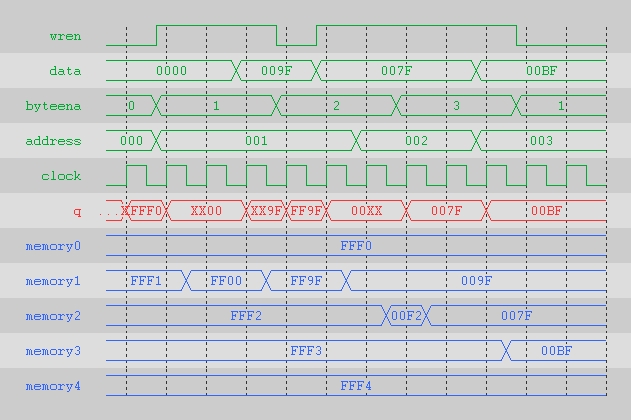 wren
data 0000 009F 007F 00BF
byteena 0 1 2 3 1
address 000 001 002 003
clock
q ... FFF0 XX00 XX9F FF9F 00XX 007F 00BF
memory0 FFF0
memory1 FFF1 FF00 FF9F 009F
memory2 FFF2 00F2 007F
memory3 FFF3 00BF
memory4 FFF4